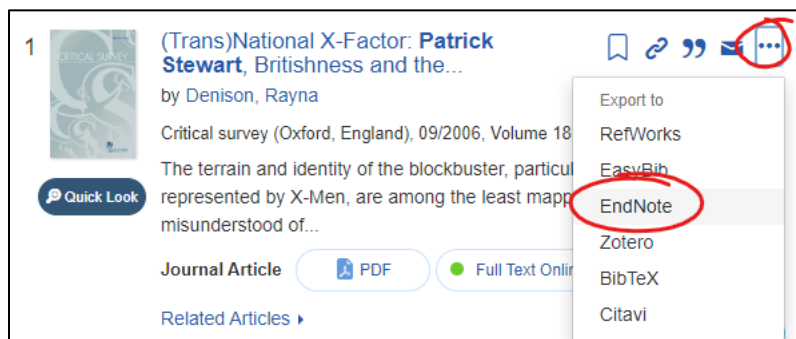 1
CRITICAL SURVEY
(Trans)National X-Factor: Patrick
Stewart, Britishness and the...
by Denison, Rayna
Critical survey (Oxford, England), 09/2006, Volume 18
The terrain and identity of the blockbuster, particul
represented by X-Men, are among the least mapp
misunderstood of...
Quick Look
Journal Article
PDF
Full Text Onlin
Related Articles
Export to
RefWorks
EasyBib
EndNote
Zotero
BibTeX
Citavi